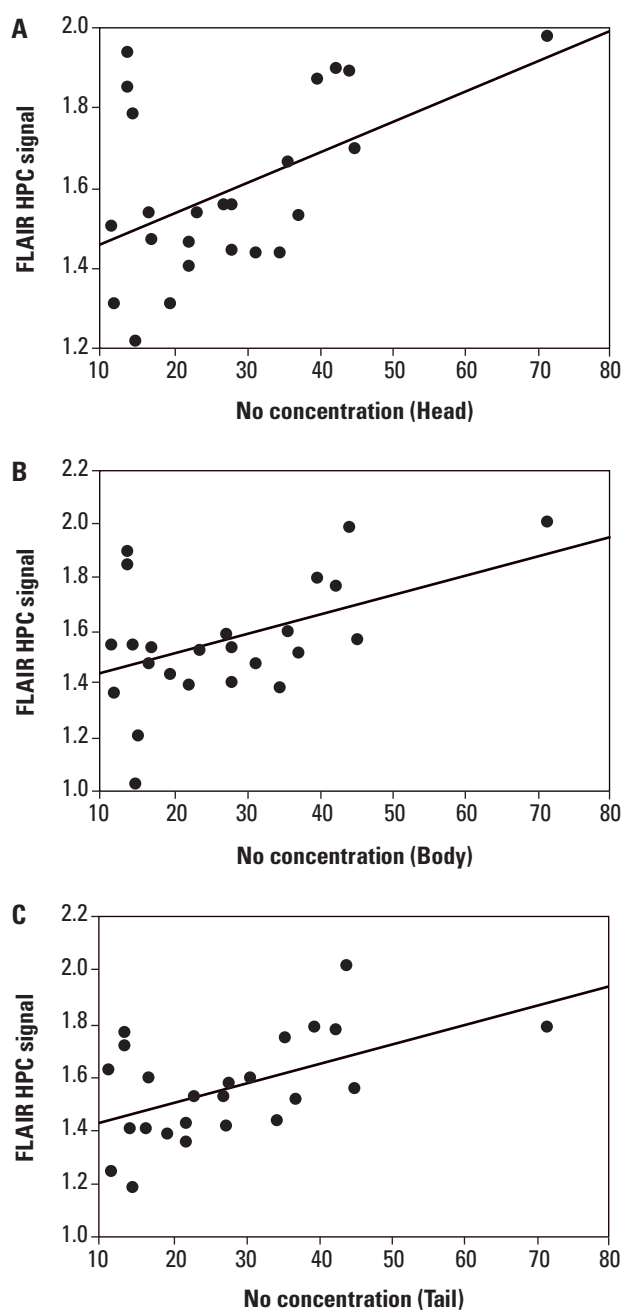 A
2.0
1.8
1.6
1.4
1.2
FLAIR HPC signal
10 20 30 40 50 60 70 80
No concentration (Head)
B
2.2
2.0
1.8
1.6
1.4
1.2
1.0
FLAIR HPC signal
10 20 30 40 50 60 70 80
No concentration (Body)
C
2.2
2.0
1.8
1.6
1.4
1.2
1.0
FLAIR HPC signal
10 20 30 40 50 60 70 80
No concentration (Tail)